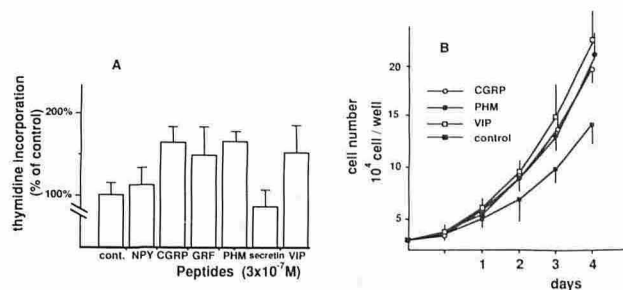 A
thymidine incorporation
(% of control)
200%
100%
cont. NPY CGRP GRF PHM secretin VIP
Peptides (3x10⁻⁷M)
B
cell number
10⁴ cell / well
20
15
10
5
CGRP
PHM
VIP
control
1 2 3 4
days